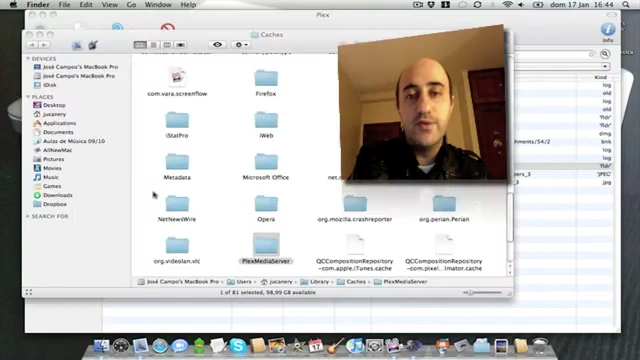 Finder File Edit View Go Window Help
dom 17 Jan 16:44
Plex
Caches
Info
DEVICES
José Campos's MacBook Pro
José Campos's MacBook Pro
iDisk
PLACES
Desktop
jucanery
Applications
Documents
Aulas de Música 09/10
AllNewMac
Pictures
Movies
Music
Games
Downloads
Dropbox
SEARCH FOR
com.vara.screenflow
Firefox
iStatPro
iWeb
Metadata
Microsoft Office
NetNewsWire
Opera
org.mozilla.crashreporter
org.perian.Perian
org.videolan.vlc
PlexMediaServer
QCCompositionRepository
-com.apple.iTunes.cache
QCCompositionRepository
-com.pixel...lmator.cache
Kind
log
old
old
dmg
hments/54/2
bnk
log
log
pers_3
"JPEG"
jpg
José Campos's MacBook Pro
Users
jucanery
Library
Caches
PlexMediaServer
1 of 81 selected, 98,99 GB available